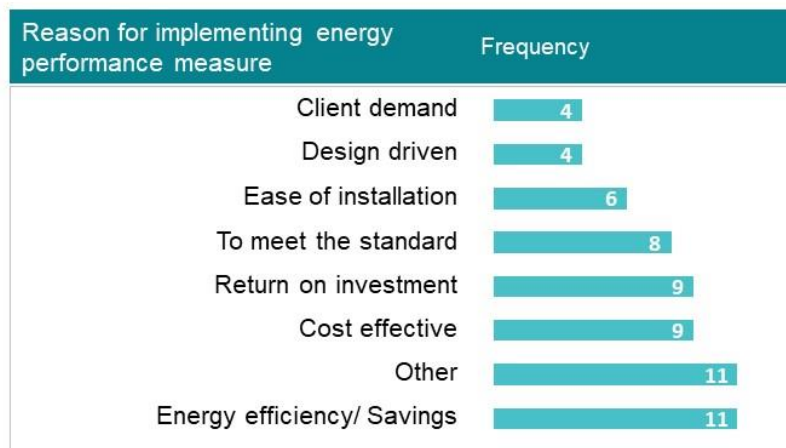 Reason for implementing energy
performance measure
Frequency
Client demand 4
Design driven 4
Ease of installation 6
To meet the standard 8
Return on investment 9
Cost effective 9
Other 11
Energy efficiency/ Savings 11